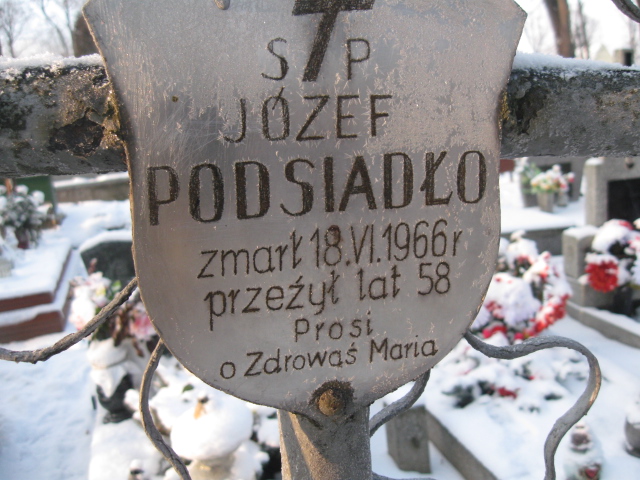 S P
JÓZEF
PODSIADŁO
zmarł 18.VI.1966 r
przeżył lat 58
Prosi
o Zdrowaś Maria